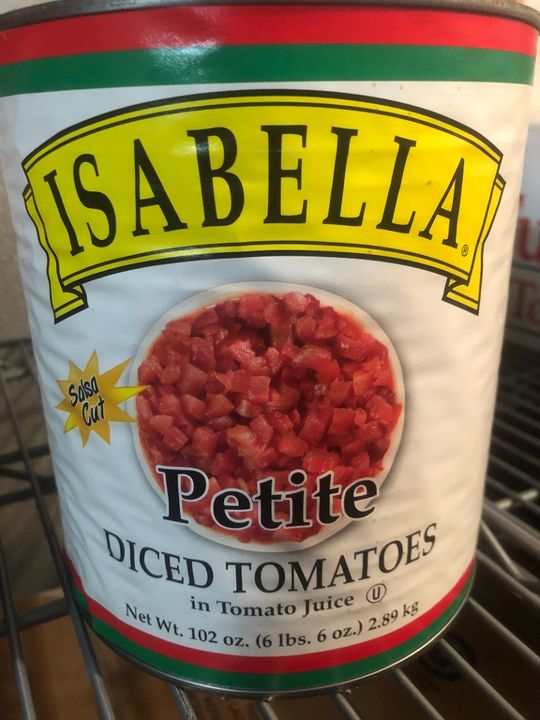 ISABELLA®
Salsa
Cut
Petite
DICED TOMATOES
in Tomato Juice Ⓤ
Net Wt. 102 oz. (6 lbs. 6 oz.) 2.89 kg